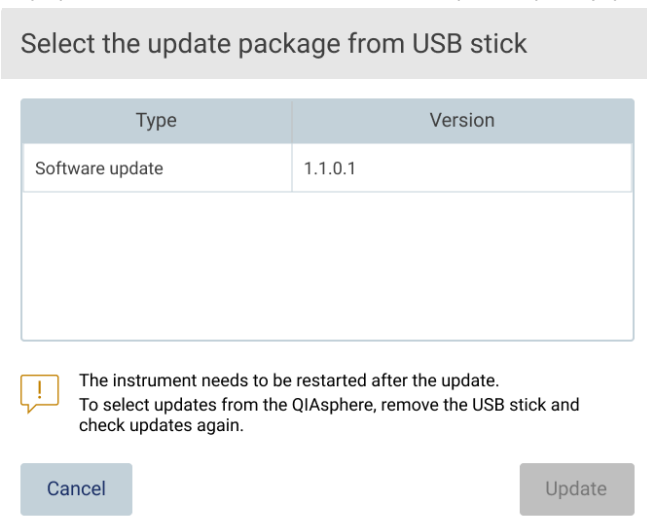 Select the update package from USB stick
Type Version
Software update 1.1.0.1
!
The instrument needs to be restarted after the update.
To select updates from the QIAsphere, remove the USB stick and
check updates again.
Cancel Update